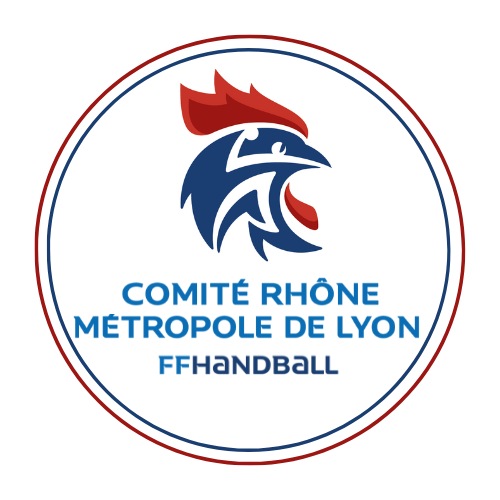 COMITÉ RHÔNE
MÉTROPOLE DE LYON
FFHANDBALL